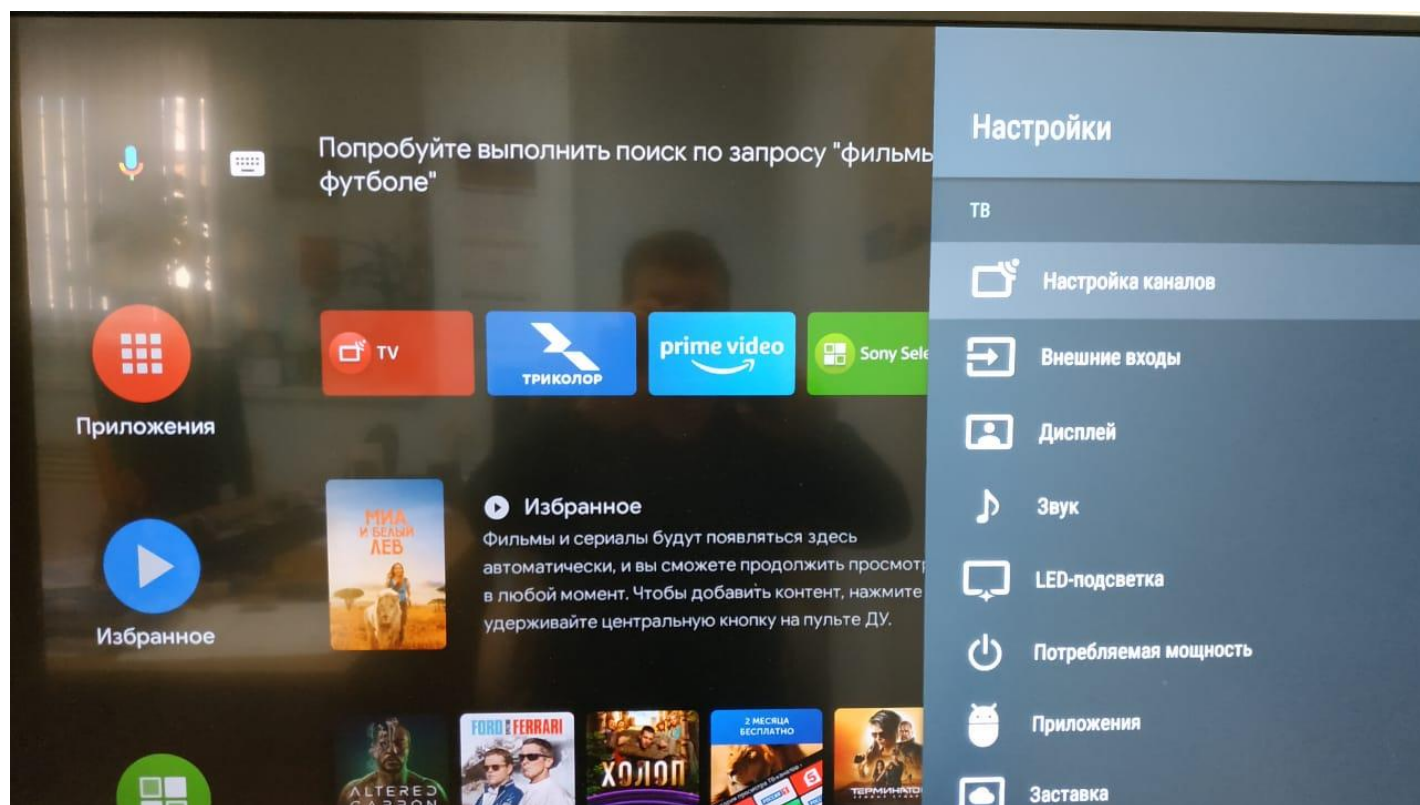 Попробуйте выполнить поиск по запросу "фильмы
футболе"
TV
ТРИКОЛОР
prime video
Sony Sele
Приложения
МИА
И БЕЛЫЙ
ЛЕВ
Избранное
Фильмы и сериалы будут появляться здесь
автоматически, и вы сможете продолжить просмотр
в любой момент. Чтобы добавить контент, нажмите
удерживайте центральную кнопку на пульте ДУ.
Избранное
ALTERED
CARBON
FORD FERRARI
ХОЛОП
2 МЕСЯЦА
БЕСПЛАТНО
ТЕРМИНАТОР
Настройки
ТВ
Настройка каналов
Внешние входы
Дисплей
Звук
LED-подсветка
Потребляемая мощность
Приложения
Заставка